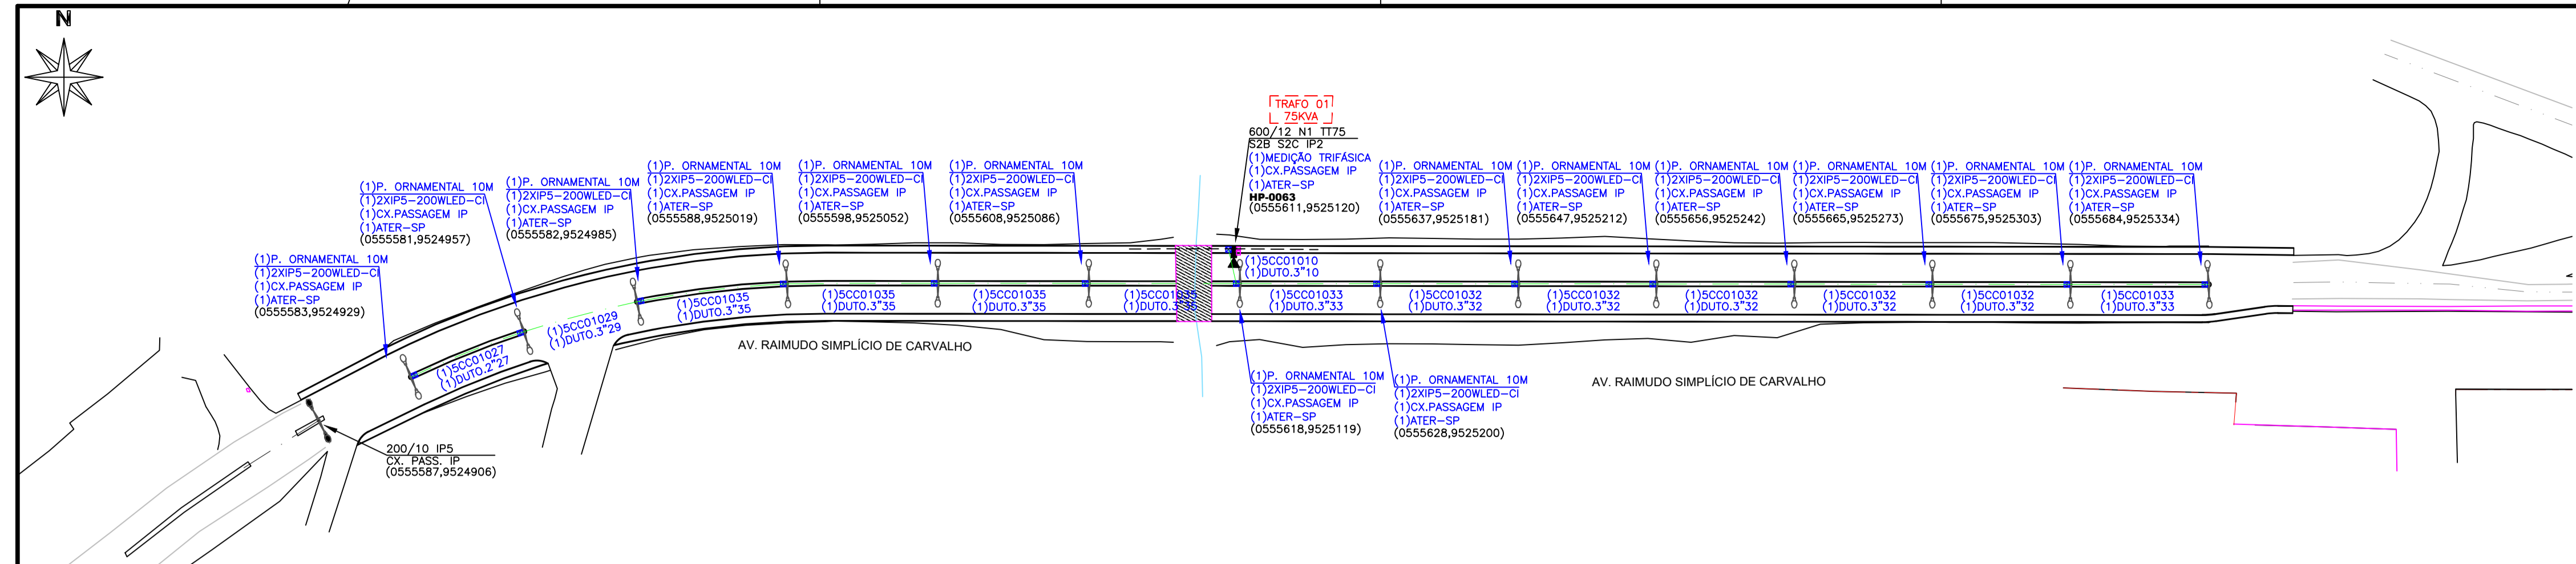 N
TRAFO 01
75KVA
600/12 N1 TT75
S2B S2C IP2
(1)MEDIÇÃO TRIFÁSICA
(1)CX.PASSAGEM IP
(1)ATER-SP
HP-0063
(0555611,9525120)
(1)P. ORNAMENTAL 10M
(1)2XIP5-200WLED-CI
(1)CX.PASSAGEM IP
(1)ATER-SP
(0555583,9524929)
(1)P. ORNAMENTAL 10M
(1)2XIP5-200WLED-CI
(1)CX.PASSAGEM IP
(1)ATER-SP
(0555581,9524957)
(1)P. ORNAMENTAL 10M
(1)2XIP5-200WLED-CI
(1)CX.PASSAGEM IP
(1)ATER-SP
(0555582,9524985)
(1)P. ORNAMENTAL 10M
(1)2XIP5-200WLED-CI
(1)CX.PASSAGEM IP
(1)ATER-SP
(0555588,9525019)
(1)P. ORNAMENTAL 10M
(1)2XIP5-200WLED-CI
(1)CX.PASSAGEM IP
(1)ATER-SP
(0555598,9525052)
(1)P. ORNAMENTAL 10M
(1)2XIP5-200WLED-CI
(1)CX.PASSAGEM IP
(1)ATER-SP
(0555608,9525086)
(1)P. ORNAMENTAL 10M
(1)2XIP5-200WLED-CI
(1)CX.PASSAGEM IP
(1)ATER-SP
(0555637,9525181)
(1)P. ORNAMENTAL 10M
(1)2XIP5-200WLED-CI
(1)CX.PASSAGEM IP
(1)ATER-SP
(0555647,9525212)
(1)P. ORNAMENTAL 10M
(1)2XIP5-200WLED-CI
(1)CX.PASSAGEM IP
(1)ATER-SP
(0555656,9525242)
(1)P. ORNAMENTAL 10M
(1)2XIP5-200WLED-CI
(1)CX.PASSAGEM IP
(1)ATER-SP
(0555665,9525273)
(1)P. ORNAMENTAL 10M
(1)2XIP5-200WLED-CI
(1)CX.PASSAGEM IP
(1)ATER-SP
(0555675,9525303)
(1)P. ORNAMENTAL 10M
(1)2XIP5-200WLED-CI
(1)CX.PASSAGEM IP
(1)ATER-SP
(0555684,9525334)
(1)5CC01027
(1)DUTO.2"27
(1)5CC01029
(1)DUTO.3"29
(1)5CC01035
(1)DUTO.3"35
(1)5CC01035
(1)DUTO.3"35
(1)5CC01035
(1)DUTO.3"35
(1)5CC01035
(1)DUTO.3"35
(1)5CC01010
(1)DUTO.3"10
(1)5CC01033
(1)DUTO.3"33
(1)5CC01032
(1)DUTO.3"32
(1)5CC01032
(1)DUTO.3"32
(1)5CC01032
(1)DUTO.3"32
(1)5CC01032
(1)DUTO.3"32
(1)5CC01032
(1)DUTO.3"32
(1)5CC01033
(1)DUTO.3"33
AV. RAIMUDO SIMPLÍCIO DE CARVALHO
AV. RAIMUDO SIMPLÍCIO DE CARVALHO
(1)P. ORNAMENTAL 10M
(1)2XIP5-200WLED-CI
(1)CX.PASSAGEM IP
(1)ATER-SP
(0555618,9525119)
(1)P. ORNAMENTAL 10M
(1)2XIP5-200WLED-CI
(1)CX.PASSAGEM IP
(1)ATER-SP
(0555628,9525200)
200/10 IP5
CX. PASS. IP
(0555587,9524906)